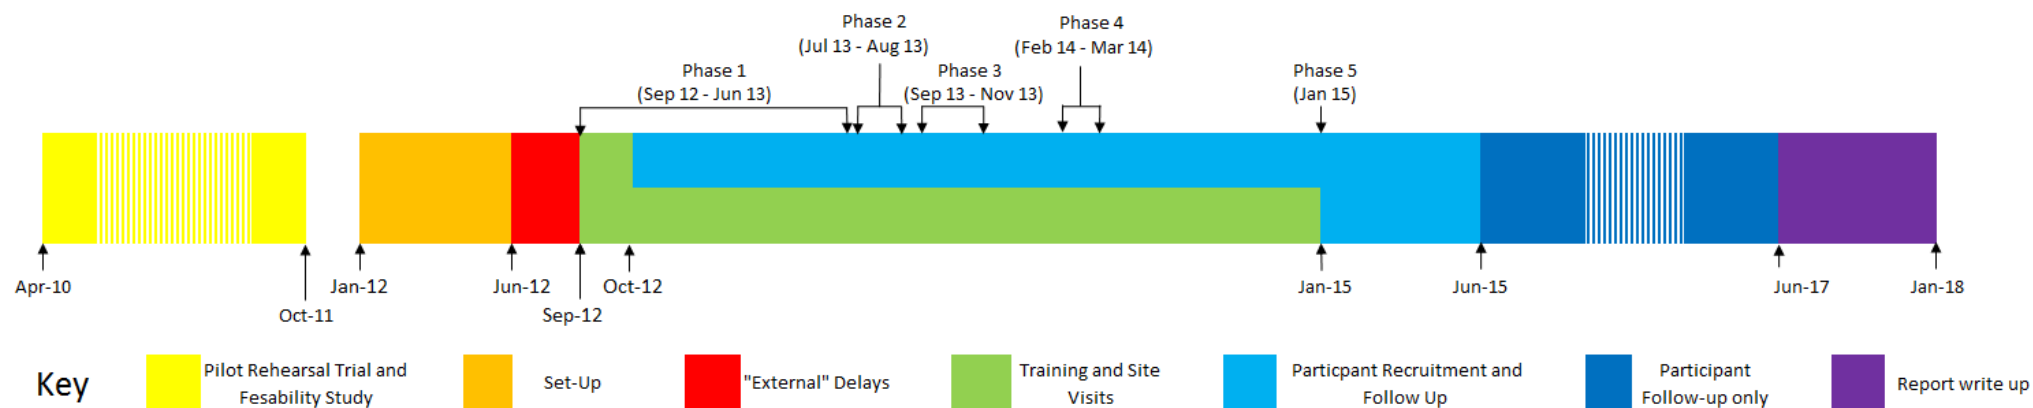 Phase 2
(Jul 13 - Aug 13)
Phase 4
(Feb 14 - Mar 14)
Phase 1
(Sep 12 - Jun 13)
Phase 3
(Sep 13 - Nov 13)
Phase 5
(Jan 15)
Apr-10
Oct-11
Jan-12
Jun-12
Sep-12
Oct-12
Jan-15
Jun-15
Jun-17
Jan-18
Key
Pilot Rehearsal Trial and
Fesability Study
Set-Up
"External" Delays
Training and Site
Visits
Particpant Recruitment and
Follow Up
Participant
Follow-up only
Report write up